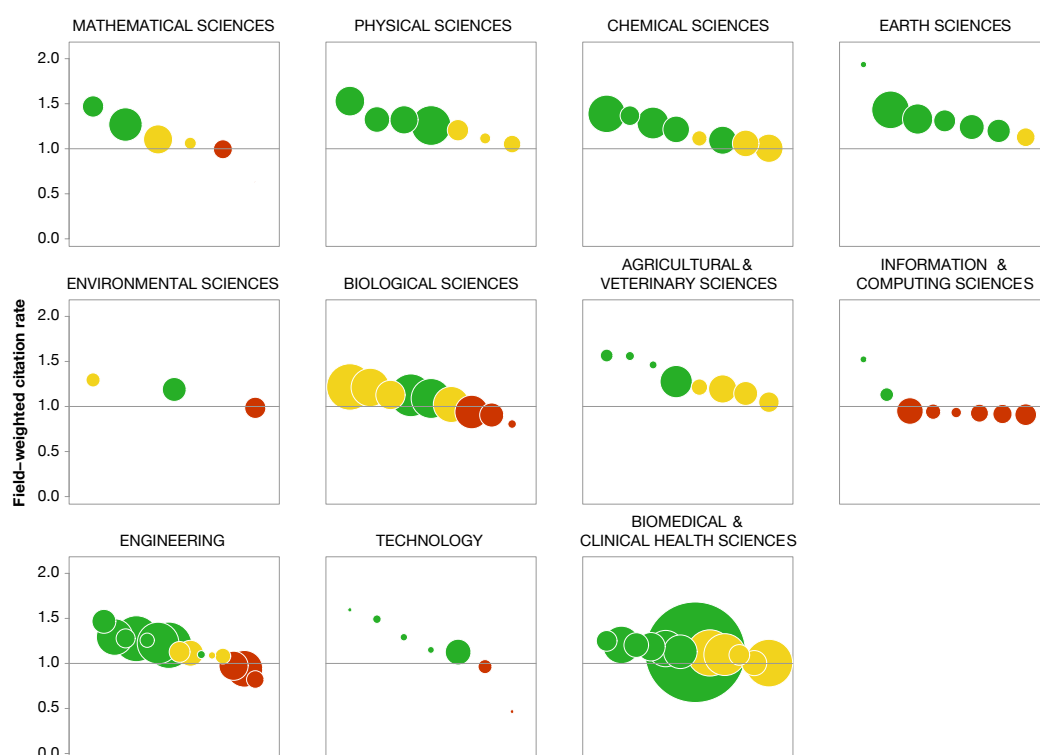 MATHEMATICAL SCIENCES
PHYSICAL SCIENCES
CHEMICAL SCIENCES
EARTH SCIENCES
2.0
1.5
1.0
0.5
0.0
ENVIRONMENTAL SCIENCES
BIOLOGICAL SCIENCES
AGRICULTURAL &
VETERINARY SCIENCES
INFORMATION &
COMPUTING SCIENCES
Field–weighted citation rate
2.0
1.5
1.0
0.5
0.0
ENGINEERING
TECHNOLOGY
BIOMEDICAL &
CLINICAL HEALTH SCIENCES
2.0
1.5
1.0
0.5
0.0